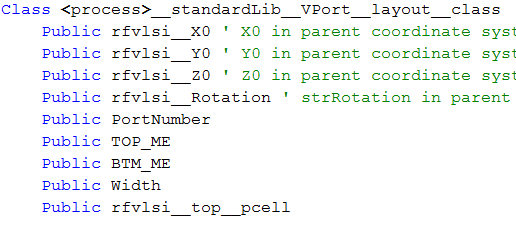 Class <process>__standardLib__VPort__layout__class
Public rfvlsi__X0 ' X0 in parent coordinate syst
Public rfvlsi__Y0 ' Y0 in parent coordinate syst
Public rfvlsi__Z0 ' Z0 in parent coordinate syst
Public rfvlsi__Rotation ' strRotation in parent
Public PortNumber
Public TOP_ME
Public BTM_ME
Public Width
Public rfvlsi__top__pcell